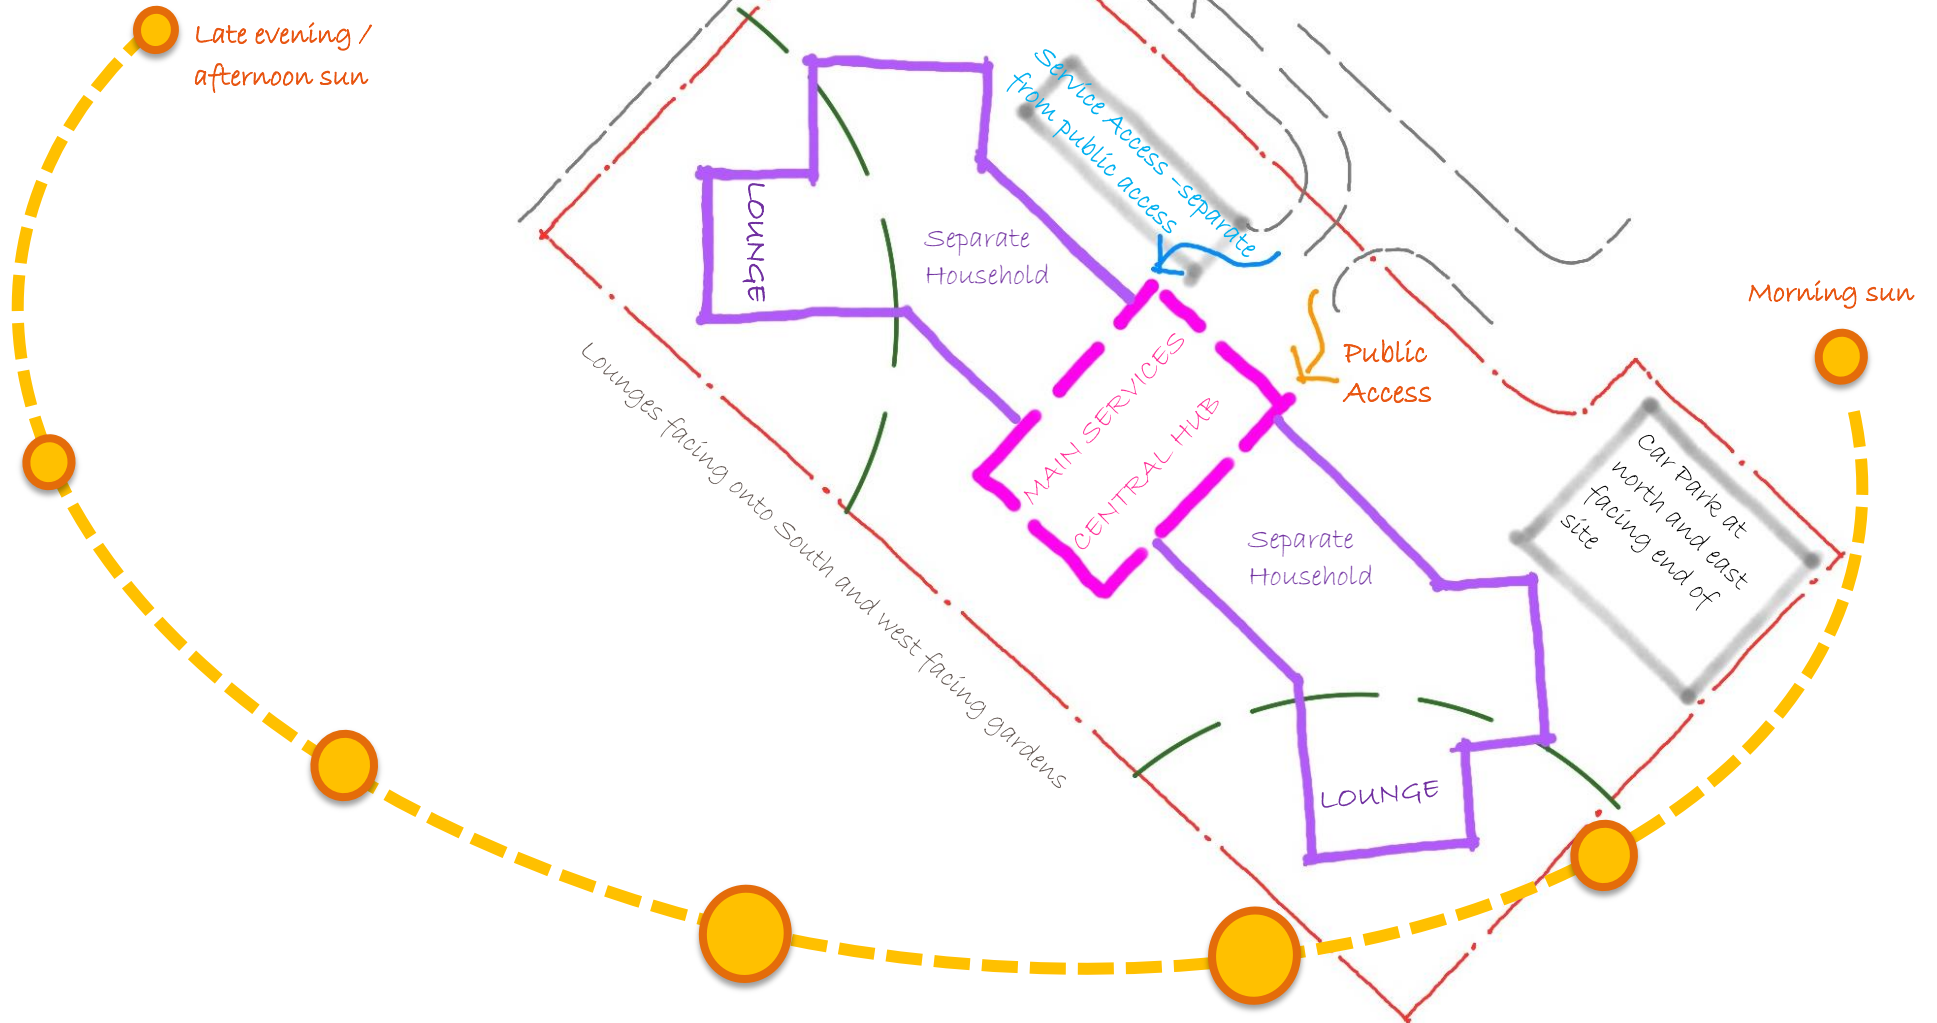 Late evening /
afternoon sun
Service Access -separate
from public access
LOUNGE
Separate
Household
Morning sun
Public
Access
MAIN SERVICES
CENTRAL HUB
Lounges facing onto South and west facing gardens
Car Park at
north and east
facing end of
site
Separate
Household
LOUNGE